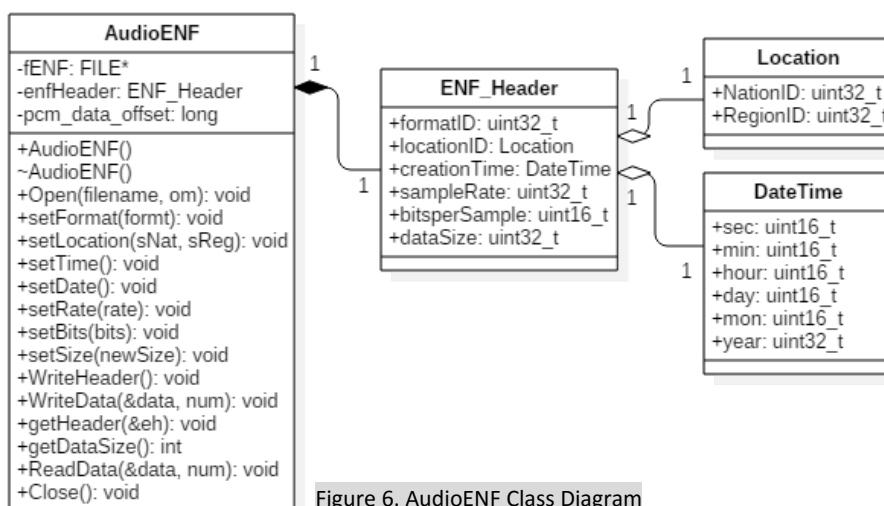 AudioENF
-fENF: FILE*
-enfHeader: ENF_Header
-pcm_data_offset: long
+AudioENF()
~AudioENF()
+Open(filename, om): void
+setFormat(formt): void
+setLocation(sNat, sReg): void
+setTime(): void
+setDate(): void
+setRate(rate): void
+setBits(bits): void
+setSize(newSize): void
+WriteHeader(): void
+WriteData(&data, num): void
+getHeader(&eh): void
+getDataSize(): int
+ReadData(&data, num): void
+Close(): void
1
1
ENF_Header
+formatID: uint32_t
+locationID: Location
+creationTime: DateTime
+sampleRate: uint32_t
+bitsperSample: uint16_t
+dataSize: uint32_t
1
1
1
1
Location
+NationID: uint32_t
+RegionID: uint32_t
DateTime
+sec: uint16_t
+min: uint16_t
+hour: uint16_t
+day: uint16_t
+mon: uint16_t
+year: uint32_t
Figure 6. AudioENF Class Diagram